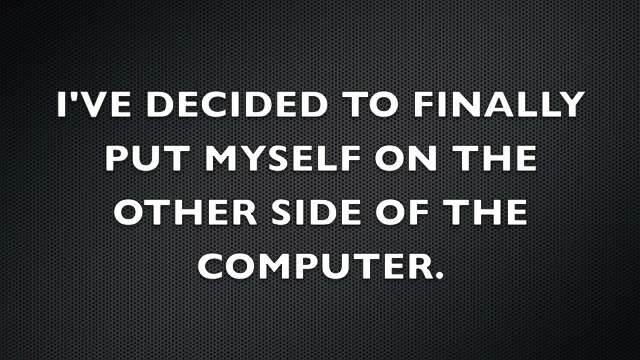 I'VE DECIDED TO FINALLY
PUT MYSELF ON THE
OTHER SIDE OF THE
COMPUTER.